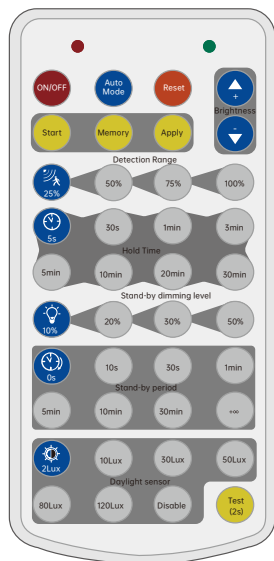 ON/OFF
Auto
Mode
Reset
+
Brightness
-
Start
Memory
Apply
Detection Range
25%
50%
75%
100%
5s
30s
1min
3min
Hold Time
5min
10min
20min
30min
Stand-by dimming level
10%
20%
30%
50%
0s
10s
30s
1min
Stand-by period
5min
10min
30min
+∞
2Lux
10Lux
30Lux
50Lux
Daylight sensor
80Lux
120Lux
Disable
Test
(2s)